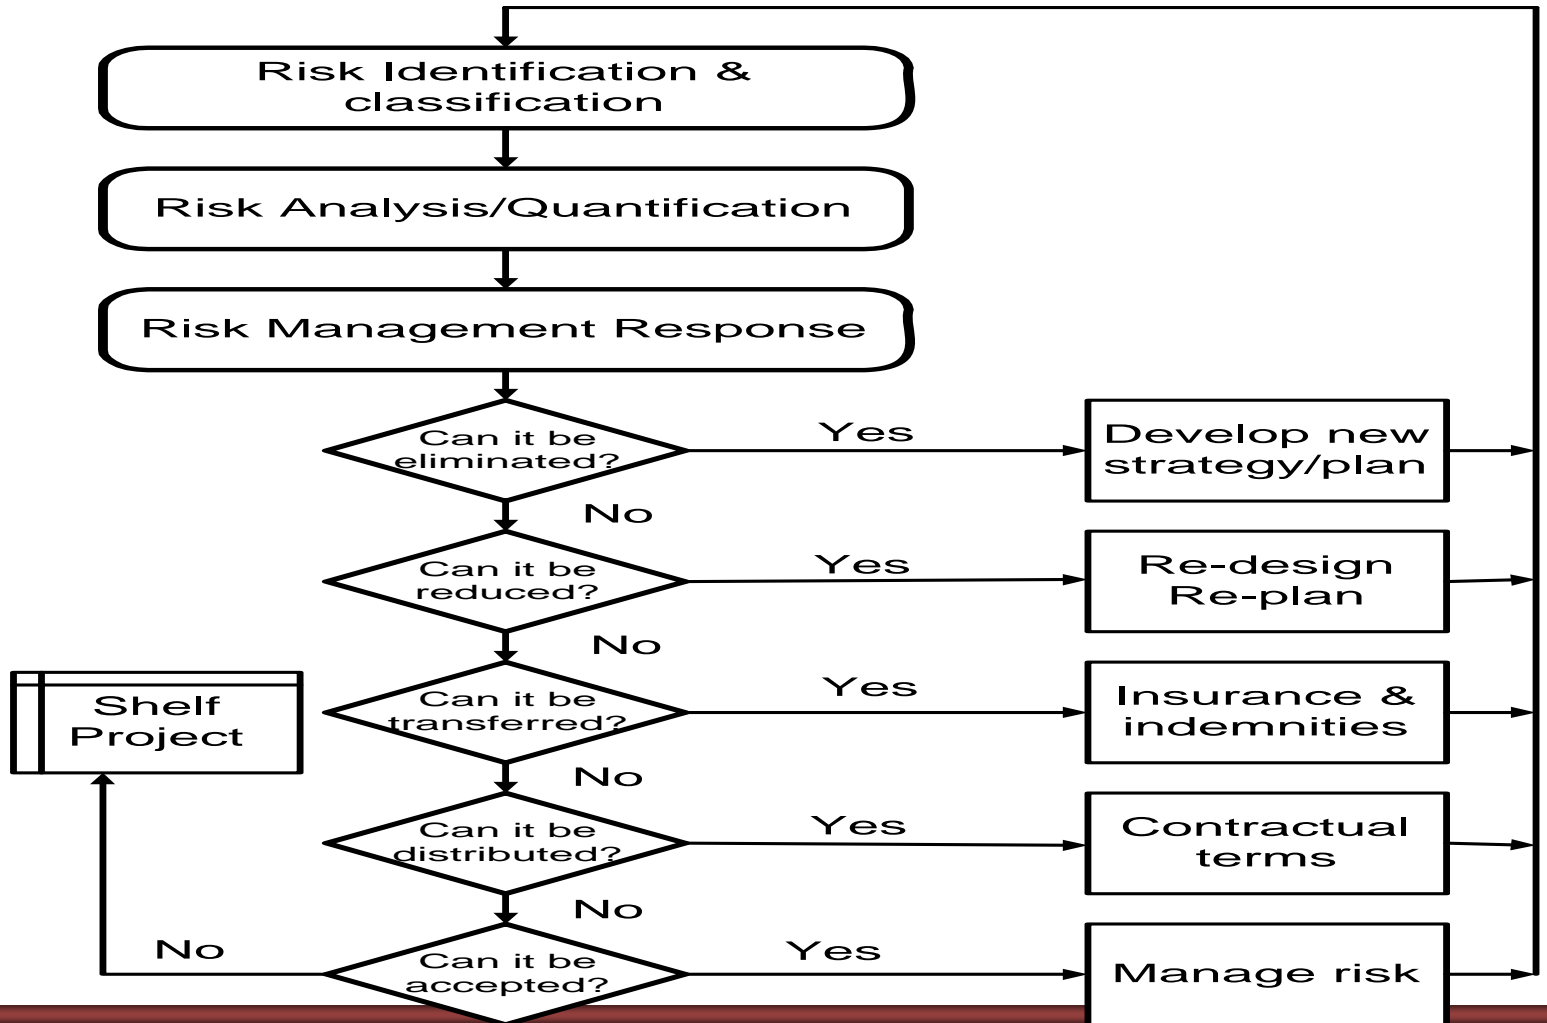 Risk Identification &
classification
Risk Analysis/Quantification
Risk Management Response
Can it be
eliminated?
Yes
Develop new
strategy/plan
No
Can it be
reduced?
Yes
Re-design
Re-plan
No
Shelf
Project
Can it be
transferred?
Yes
Insurance &
indemnities
No
Can it be
distributed?
Yes
Contractual
terms
No
No
Can it be
accepted?
Yes
Manage risk